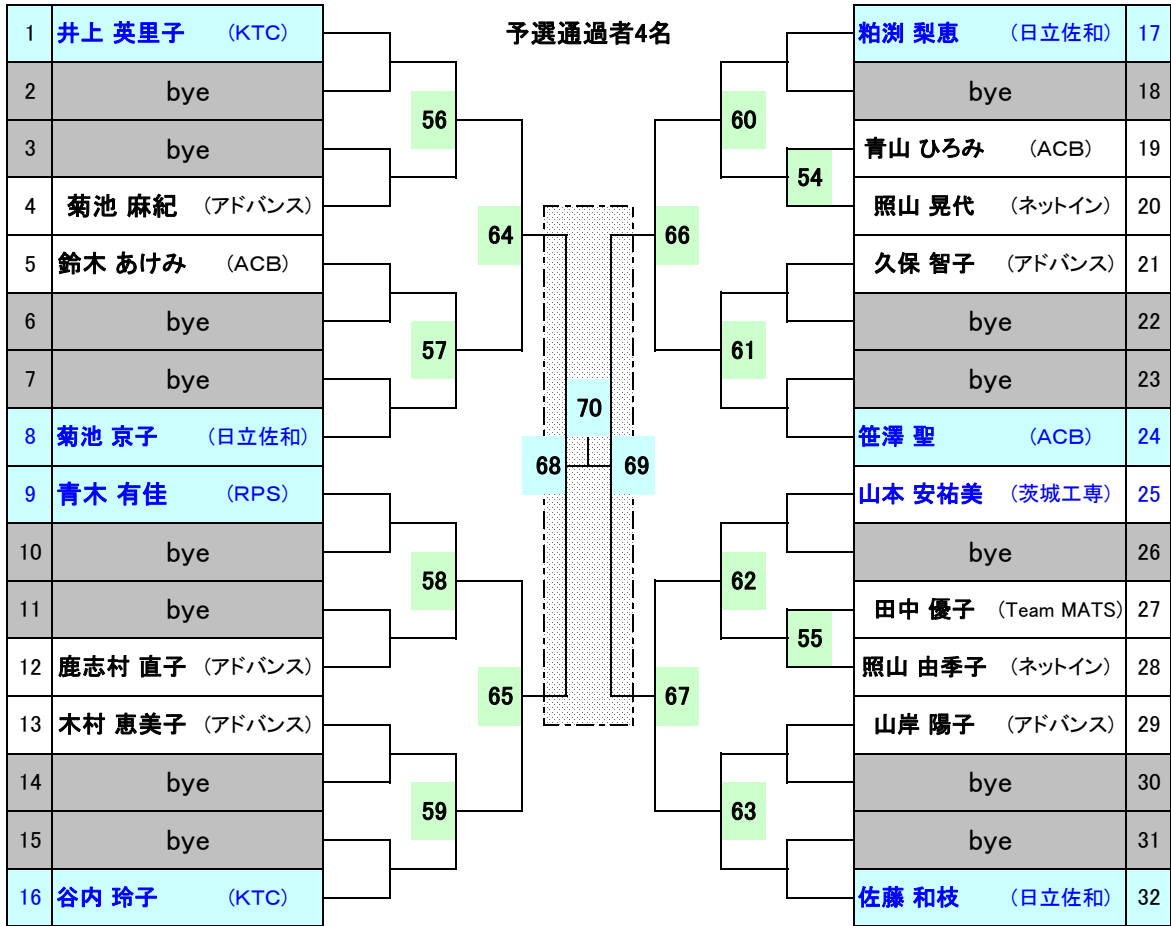 予選通過者4名
1 井上 英里子 (KTC)
2 bye
3 bye
4 菊池 麻紀 (アドバンス)
5 鈴木 あけみ (ACB)
6 bye
7 bye
8 菊池 京子 (日立佐和)
9 青木 有佳 (RPS)
10 bye
11 bye
12 鹿志村 直子 (アドバンス)
13 木村 恵美子 (アドバンス)
14 bye
15 bye
16 谷内 玲子 (KTC)
56
57
58
59
64
65
68
70
69
66
67
60
61
62
63
54
55
粕渕 梨恵 (日立佐和) 17
bye 18
青山 ひろみ (ACB) 19
照山 晃代 (ネットイン) 20
久保 智子 (アドバンス) 21
bye 22
bye 23
笹澤 聖 (ACB) 24
山本 安祐美 (茨城工専) 25
bye 26
田中 優子 (Team MATS) 27
照山 由季子 (ネットイン) 28
山岸 陽子 (アドバンス) 29
bye 30
bye 31
佐藤 和枝 (日立佐和) 32